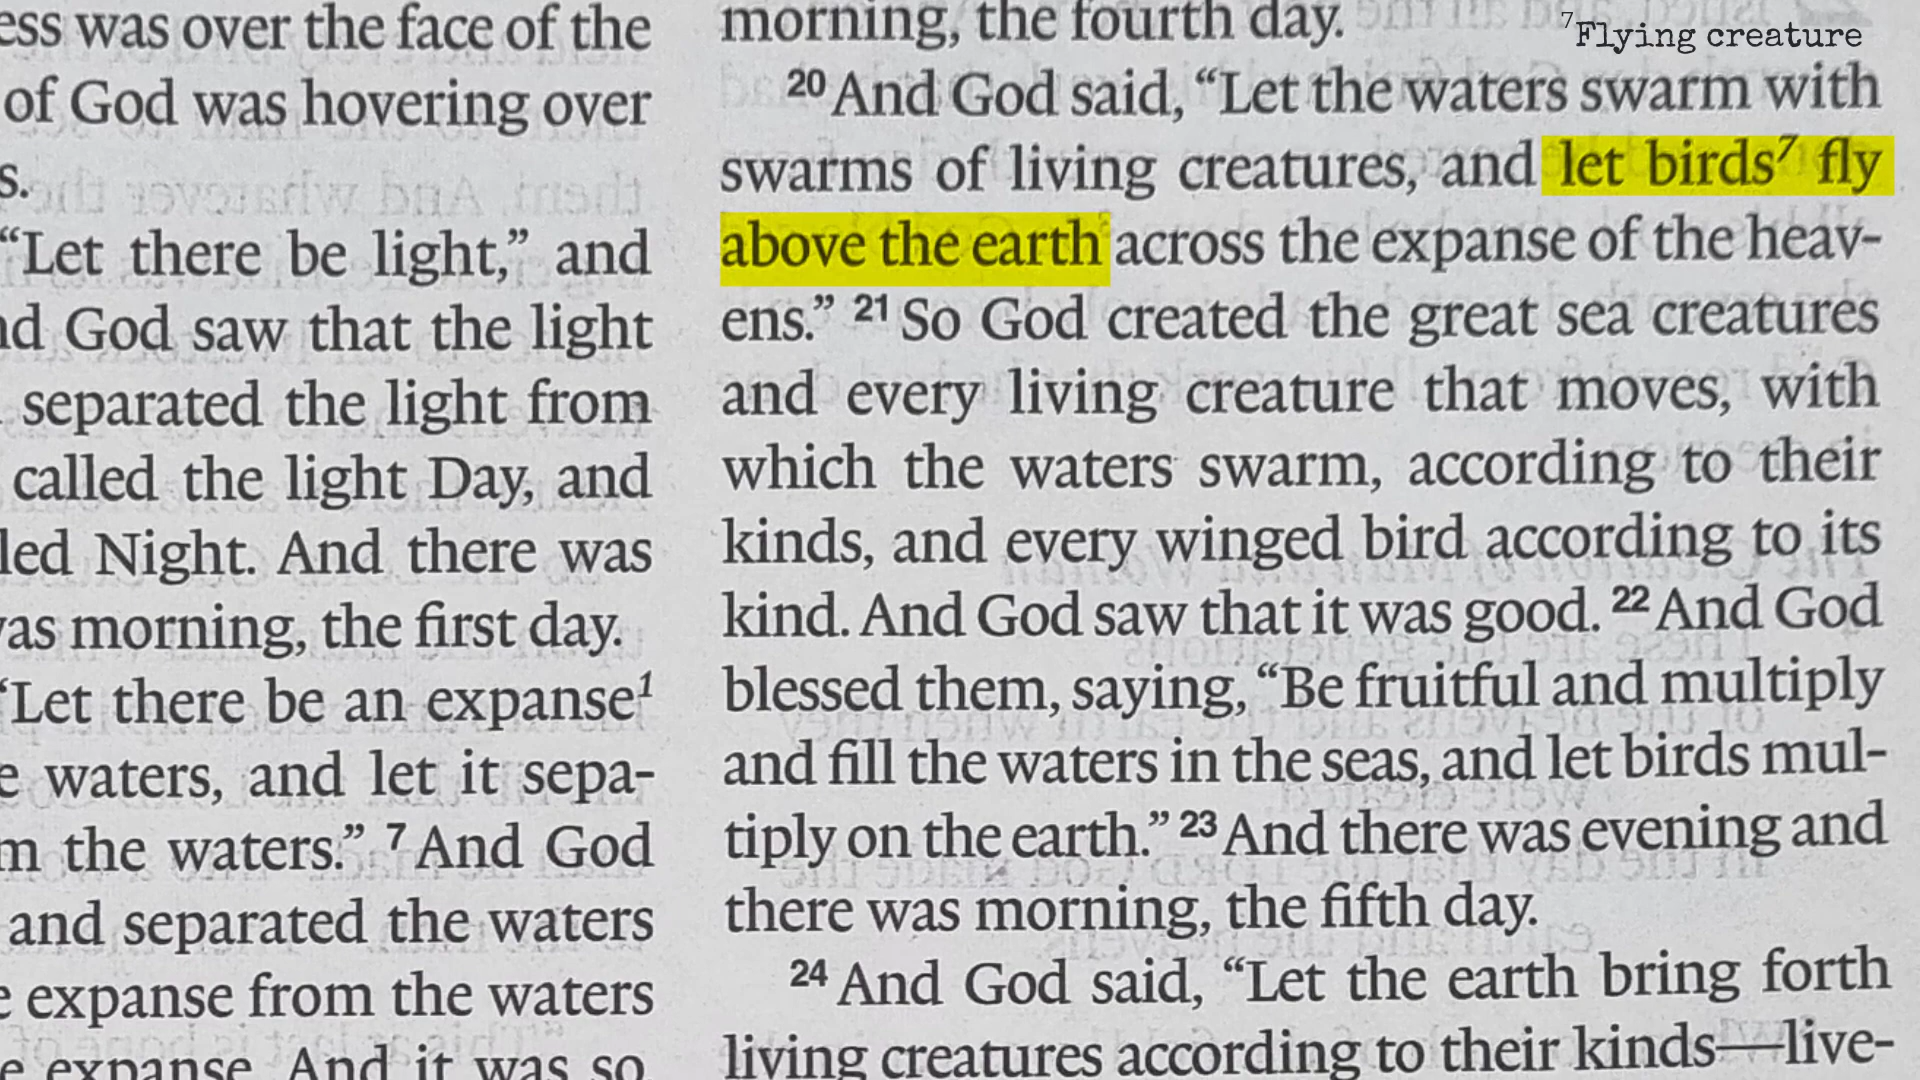 ess was over the face of the
of God was hovering over
s.
“Let there be light,” and
nd God saw that the light
separated the light from
called the light Day, and
led Night. And there was
vas morning, the first day.
“Let there be an expanse¹
e waters, and let it sepa-
m the waters.” 7 And God
and separated the waters
e expanse from the waters
e expanse. And it was so.
morning, the fourth day.
⁷Flying creature
20 And God said, “Let the waters swarm with
swarms of living creatures, and let birds⁷ fly
above the earth across the expanse of the heav-
ens.” 21 So God created the great sea creatures
and every living creature that moves, with
which the waters swarm, according to their
kinds, and every winged bird according to its
kind. And God saw that it was good. 22 And God
blessed them, saying, “Be fruitful and multiply
and fill the waters in the seas, and let birds mul-
tiply on the earth.” 23 And there was evening and
there was morning, the fifth day.
24 And God said, “Let the earth bring forth
living creatures according to their kinds—live-